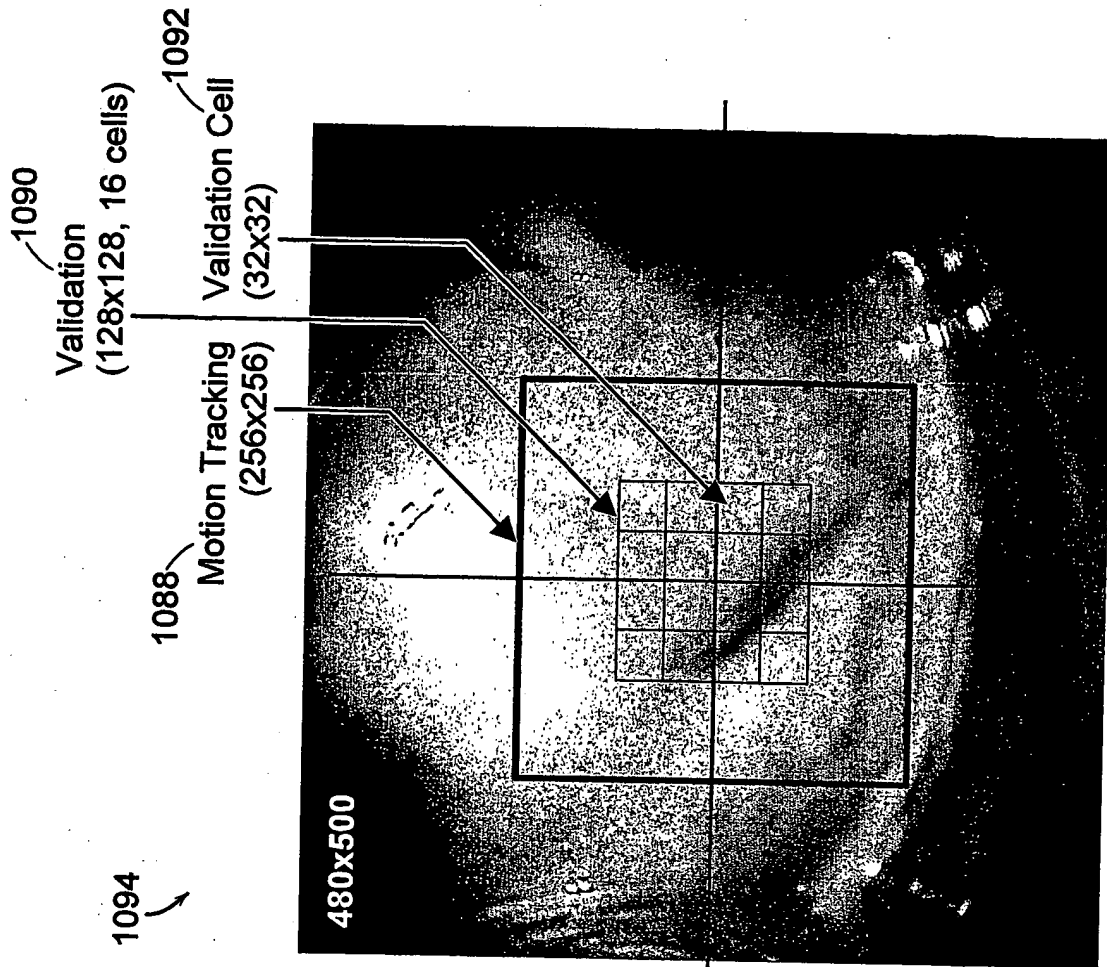 1094
1088
Motion Tracking
(256x256)
1090
Validation
(128x128, 16 cells)
1092
Validation Cell
(32x32)
480x500